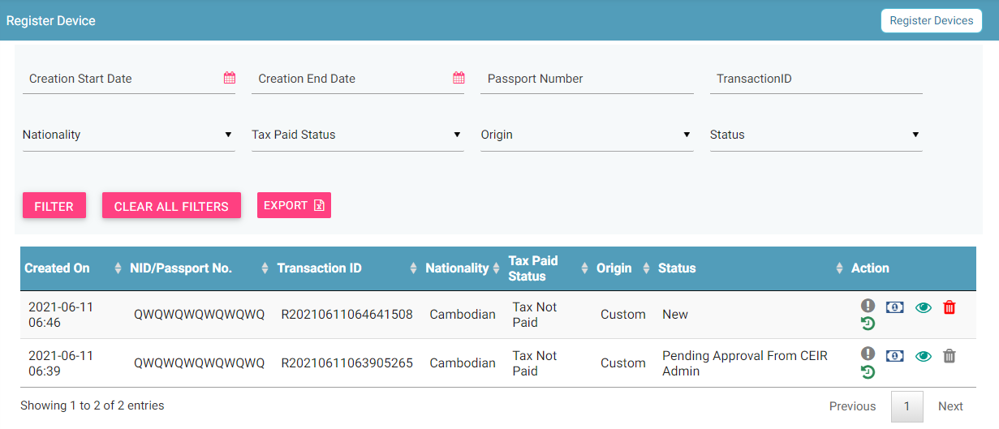 Register Device
Register Devices
Creation Start Date
Creation End Date
Passport Number
TransactionID
Nationality
Tax Paid Status
Origin
Status
FILTER
CLEAR ALL FILTERS
EXPORT
Created On
NID/Passport No.
Transaction ID
Nationality
Tax Paid
Status
Origin
Status
Action
2021-06-11
06:46
QWQWQWQWQWQWQ
R20210611064641508
Cambodian
Tax Not
Paid
Custom
New
2021-06-11
06:39
QWQWQWQWQWQWQ
R20210611063905265
Cambodian
Tax Not
Paid
Custom
Pending Approval From CEIR
Admin
Showing 1 to 2 of 2 entries
Previous
1
Next